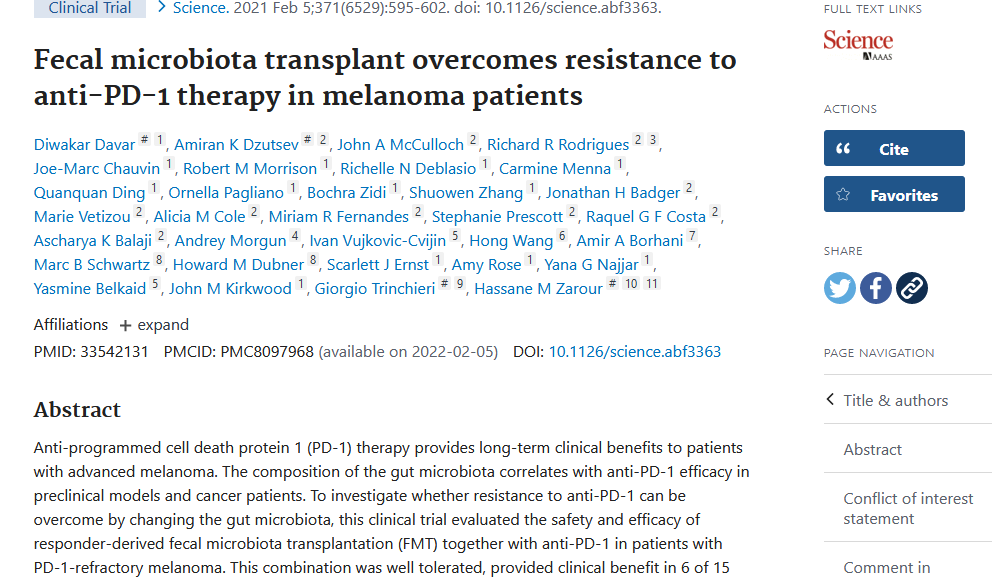 Clinical Trial > Science. 2021 Feb 5;371(6529):595-602. doi: 10.1126/science.abf3363.
Fecal microbiota transplant overcomes resistance to
anti-PD-1 therapy in melanoma patients
Diwakar Davar # 1, Amiran K Dzutsev # 2, John A McCulloch 2, Richard R Rodrigues 2 3,
Joe-Marc Chauvin 1, Robert M Morrison 1, Richelle N Deblasio 1, Carmine Menna 1,
Quanquan Ding 1, Ornella Pagliano 1, Bochra Zidi 1, Shuowen Zhang 1, Jonathan H Badger 2,
Marie Vetizou 2, Alicia M Cole 2, Miriam R Fernandes 2, Stephanie Prescott 2, Raquel G F Costa 2,
Ascharya K Balaji 2, Andrey Morgun 4, Ivan Vujkovic-Cvijin 5, Hong Wang 6, Amir A Borhani 7,
Marc B Schwartz 8, Howard M Dubner 8, Scarlett J Ernst 1, Amy Rose 1, Yana G Najjar 1,
Yasmine Belkaid 5, John M Kirkwood 1, Giorgio Trinchieri # 9, Hassane M Zarour # 10 11
Affiliations + expand
PMID: 33542131 PMCID: PMC8097968 (available on 2022-02-05) DOI: 10.1126/science.abf3363
Abstract
Anti-programmed cell death protein 1 (PD-1) therapy provides long-term clinical benefits to patients
with advanced melanoma. The composition of the gut microbiota correlates with anti-PD-1 efficacy in
preclinical models and cancer patients. To investigate whether resistance to anti-PD-1 can be
overcome by changing the gut microbiota, this clinical trial evaluated the safety and efficacy of
responder-derived fecal microbiota transplantation (FMT) together with anti-PD-1 in patients with
PD-1-refractory melanoma. This combination was well tolerated, provided clinical benefit in 6 of 15
FULL TEXT LINKS
Science
AAAS
ACTIONS
Cite
Favorites
SHARE
PAGE NAVIGATION
Title & authors
Abstract
Conflict of interest
statement
Comment in